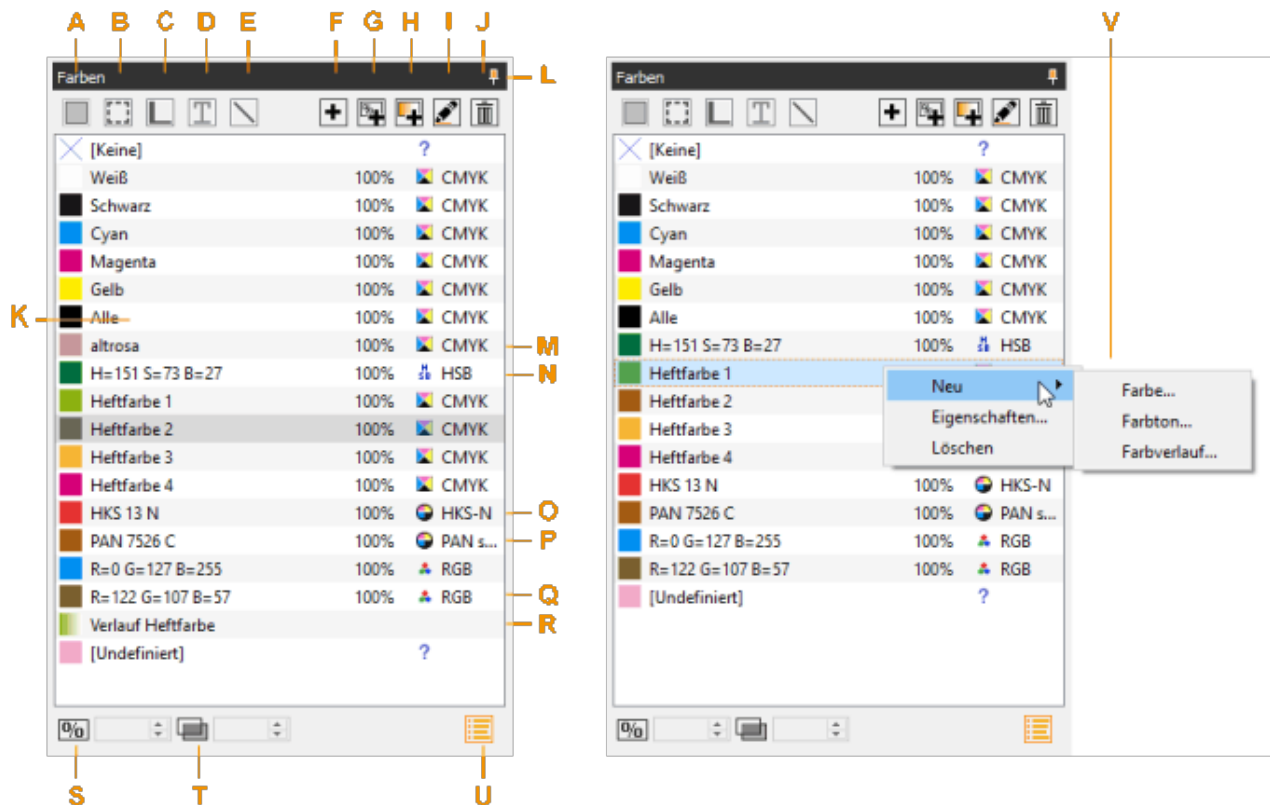 A B C D E F G H I J V
Farben L
T
[Keine] ?
Weiß 100% CMYK
Schwarz 100% CMYK
Cyan 100% CMYK
Magenta 100% CMYK
Gelb 100% CMYK
K Alle 100% CMYK
altrosa 100% CMYK M
H=151 S=73 B=27 100% HSB N
Heftfarbe 1 100% CMYK
Heftfarbe 2 100% CMYK
Heftfarbe 3 100% CMYK
Heftfarbe 4 100% CMYK
HKS 13 N 100% HKS-N O
PAN 7526 C 100% PAN s... P
R=0 G=127 B=255 100% RGB
R=122 G=107 B=57 100% RGB Q
Verlauf Heftfarbe R
[Undefiniert] ?
%
S T U
Farben
T
[Keine] ?
Weiß 100% CMYK
Schwarz 100% CMYK
Cyan 100% CMYK
Magenta 100% CMYK
Gelb 100% CMYK
Alle 100% CMYK
H=151 S=73 B=27 100% HSB
Heftfarbe 1
Heftfarbe 2
Heftfarbe 3
Heftfarbe 4
HKS 13 N 100% HKS-N
PAN 7526 C 100% PAN s...
R=0 G=127 B=255 100% RGB
R=122 G=107 B=57 100% RGB
[Undefiniert] ?
%
Neu
Eigenschaften...
Löschen
Farbe...
Farbton...
Farbverlauf...